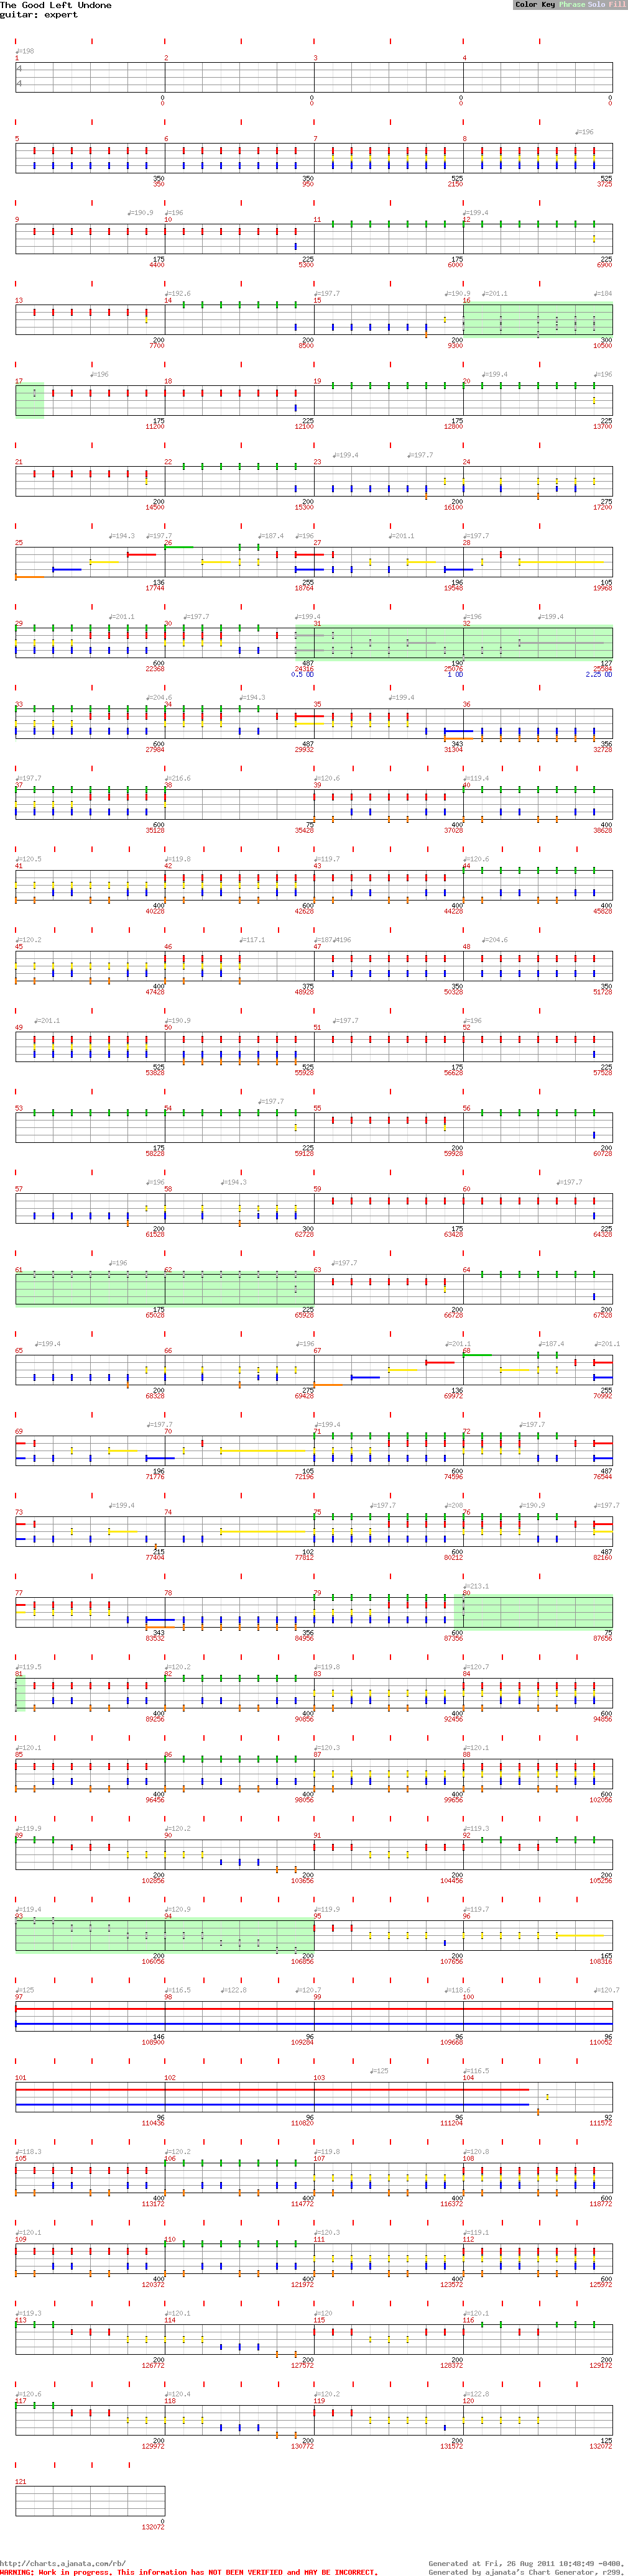 The Good Left Undone
guitar: expert
Color Key Phrase Solo Fill
♩=198
1 2 3 4
4
4
0 0 0 0
0 0 0 0
♩=196
5 6 7 8
350 350 525 525
350 950 2150 3725
♩=190.9 ♩=196 ♩=199.4
9 10 11 12
175 225 175 225
4400 5300 6000 6900
♩=192.6 ♩=197.7 ♩=190.9 ♩=201.1 ♩=184
13 14 15 16
200 200 200 300
7700 8500 9300 10500
♩=196 ♩=199.4 ♩=196
17 18 19 20
175 225 175 225
11200 12100 12800 13700
♩=199.4 ♩=197.7
21 22 23 24
200 200 200 275
14500 15300 16100 17200
♩=194.3 ♩=197.7 ♩=187.4 ♩=196 ♩=201.1 ♩=197.7
25 26 27 28
136 255 196 105
17744 18764 19548 19968
♩=201.1 ♩=197.7 ♩=199.4 ♩=196 ♩=199.4
29 30 31 32
600 487 190 127
22368 24316 25076 25584
0.5 OD 1 OD 2.25 OD
♩=204.6 ♩=194.3 ♩=199.4
33 34 35 36
600 487 343 356
27984 29932 31304 32728
♩=197.7 ♩=216.6 ♩=120.6 ♩=119.4
37 38 39 40
600 75 400 400
35128 35428 37028 38628
♩=120.5 ♩=119.8 ♩=119.7 ♩=120.6
41 42 43 44
400 600 400 400
40228 42628 44228 45828
♩=120.2 ♩=117.1 ♩=187.4 ♩=196 ♩=204.6
45 46 47 48
400 375 350 350
47428 48928 50328 51728
♩=201.1 ♩=190.9 ♩=197.7 ♩=196
49 50 51 52
525 525 175 225
53828 55928 56628 57528
♩=197.7
53 54 55 56
175 225 200 200
58228 59128 59928 60728
♩=196 ♩=194.3 ♩=197.7
57 58 59 60
200 300 175 225
61528 62728 63428 64328
♩=196 ♩=197.7
61 62 63 64
175 225 200 200
65028 65928 66728 67528
♩=199.4 ♩=196 ♩=201.1 ♩=187.4 ♩=201.1
65 66 67 68
200 275 136 255
68328 69428 69972 70992
♩=197.7 ♩=199.4 ♩=197.7
69 70 71 72
196 105 600 487
71776 72196 74596 76544
♩=199.4 ♩=197.7 ♩=208 ♩=190.9 ♩=197.7
73 74 75 76
215 102 600 487
77404 77812 80212 82160
♩=213.1
77 78 79 80
343 356 600 75
83532 84956 87356 87656
♩=119.5 ♩=120.2 ♩=119.8 ♩=120.7
81 82 83 84
400 400 400 600
89256 90856 92456 94856
♩=120.1 ♩=120.3 ♩=120.1
85 86 87 88
400 400 400 600
96456 98056 99656 102056
♩=119.9 ♩=120.2 ♩=119.3
89 90 91 92
200 200 200 200
102856 103656 104456 105256
♩=119.4 ♩=120.9 ♩=119.9 ♩=119.7
93 94 95 96
200 200 200 165
106056 106856 107656 108316
♩=125 ♩=116.5 ♩=122.8 ♩=120.7 ♩=118.6 ♩=120.7
97 98 99 100
146 96 96 96
108900 109284 109668 110052
♩=125 ♩=116.5
101 102 103 104
96 96 96 92
110436 110820 111204 111572
♩=118.3 ♩=120.2 ♩=119.8 ♩=120.8
105 106 107 108
400 400 400 600
113172 114772 116372 118772
♩=120.1 ♩=120.3 ♩=119.1
109 110 111 112
400 400 400 600
120372 121972 123572 125972
♩=119.3 ♩=120.1 ♩=120 ♩=120.1
113 114 115 116
200 200 200 200
126772 127572 128372 129172
♩=120.6 ♩=120.4 ♩=120.2 ♩=122.8
117 118 119 120
200 200 200 125
129972 130772 131572 132072
121
0
132072
http://charts.ajanata.com/rb/
WARNING: Work in progress. This information has NOT BEEN VERIFIED and MAY BE INCORRECT.
Generated at Fri, 26 Aug 2011 10:48:49 -0400.
Generated by ajanata's Chart Generator, r299.